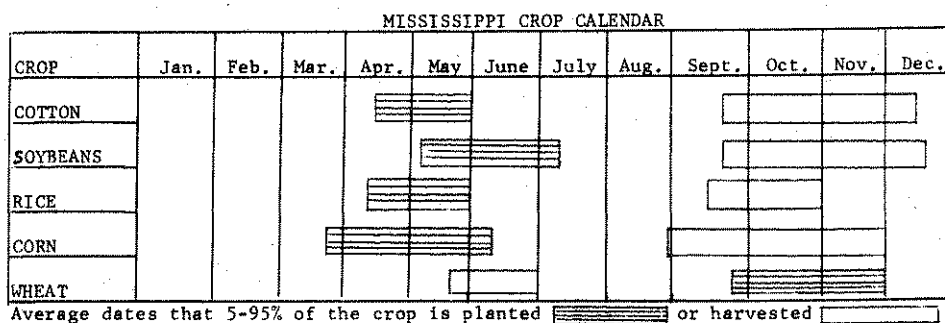 MISSISSIPPI CROP CALENDAR
CROP Jan. Feb. Mar. Apr. May June July Aug. Sept. Oct. Nov. Dec.
COTTON
SOYBEANS
RICE
CORN
WHEAT
Average dates that 5-95% of the crop is planted or harvested